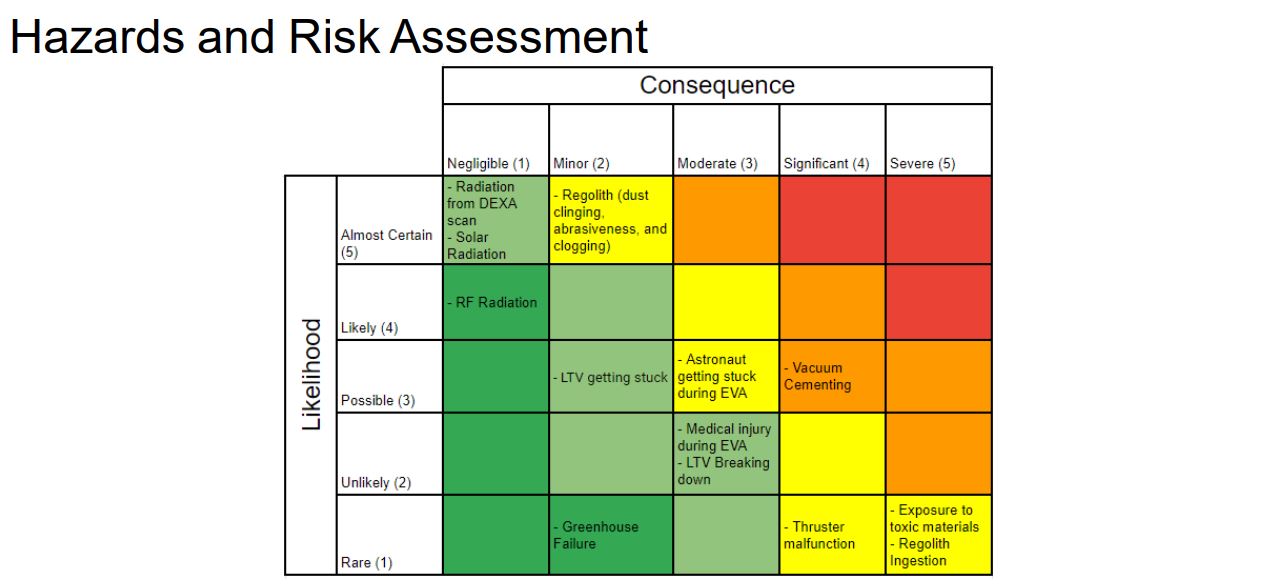 Hazards and Risk Assessment
Consequence
Negligible (1)
Minor (2)
Moderate (3)
Significant (4)
Severe (5)
Likelihood
Almost Certain
(5)
- Radiation
from DEXA
scan
- Solar
Radiation
- Regolith (dust
clinging,
abrasiveness, and
clogging)
Likely (4)
- RF Radiation
Possible (3)
- LTV getting stuck
- Astronaut
getting stuck
during EVA
- Vacuum
Cementing
Unlikely (2)
- Medical injury
during EVA
- LTV Breaking
down
Rare (1)
- Greenhouse
Failure
- Thruster
malfunction
- Exposure to
toxic materials
- Regolith
Ingestion